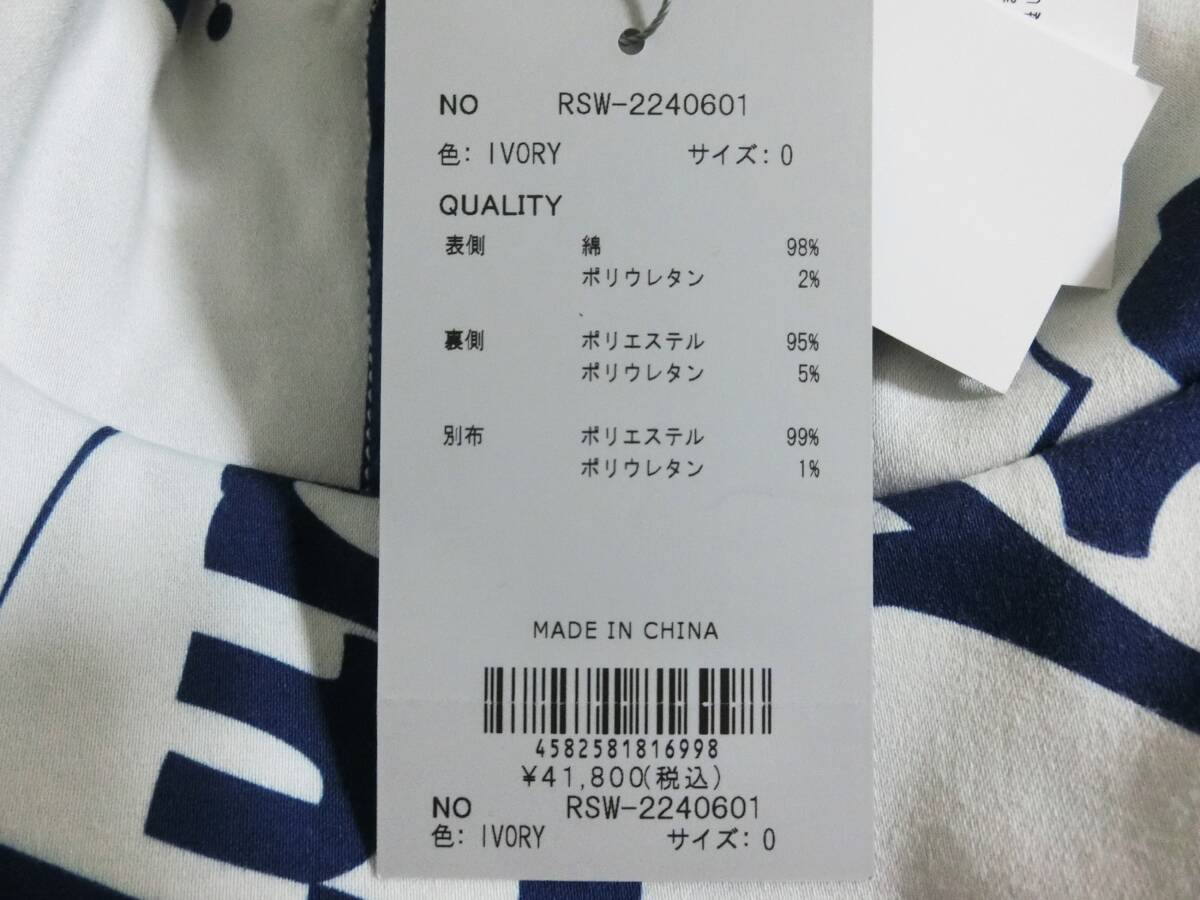 NO RSW-2240601
色: IVORY サイズ: 0
QUALITY
表側 綿 98%
ポリウレタン 2%
裏側 ポリエステル 95%
ポリウレタン 5%
別布 ポリエステル 99%
ポリウレタン 1%
MADE IN CHINA
4582581816998
¥41,800(税込)
NO RSW-2240601
色: IVORY サイズ: 0